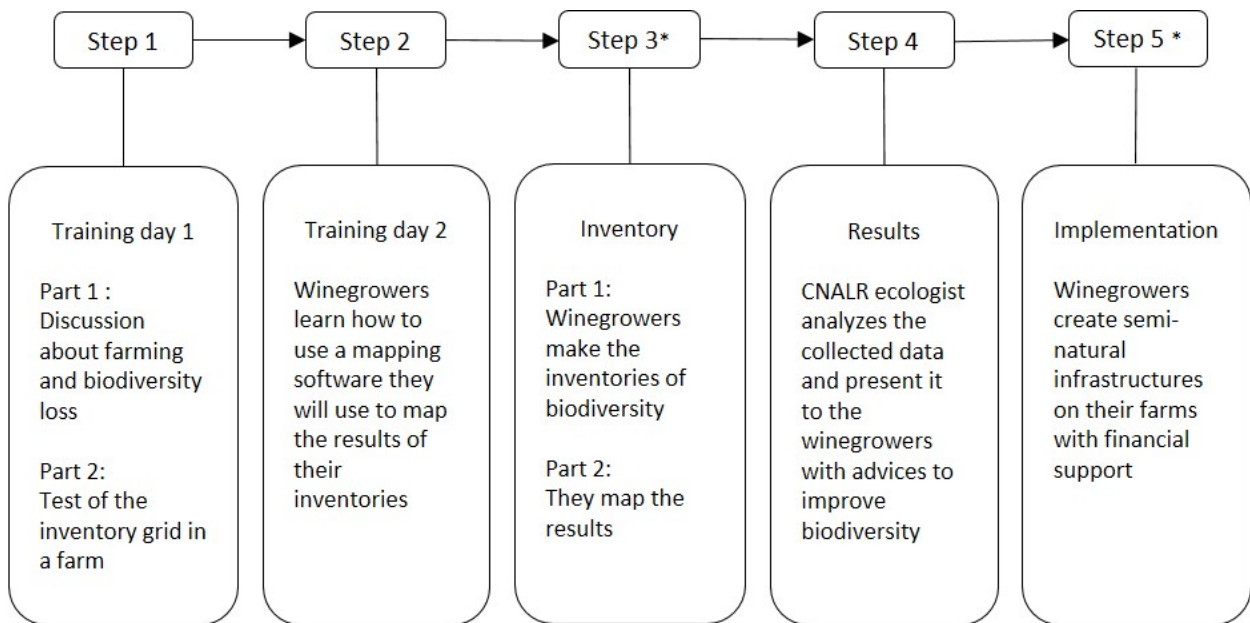 Step 1
Step 2
Step 3*
Step 4
Step 5 *
Training day 1
Part 1 :
Discussion
about farming
and biodiversity
loss
Part 2:
Test of the
inventory grid in
a farm
Training day 2
Winegrowers
learn how to
use a mapping
software they
will use to map
the results of
their
inventories
Inventory
Part 1:
Winegrowers
make the
inventories of
biodiversity
Part 2:
They map the
results
Results
CNALR ecologist
analyzes the
collected data
and present it
to the
winegrowers
with advices to
improve
biodiversity
Implementation
Winegrowers
create semi-
natural
infrastructures
on their farms
with financial
support